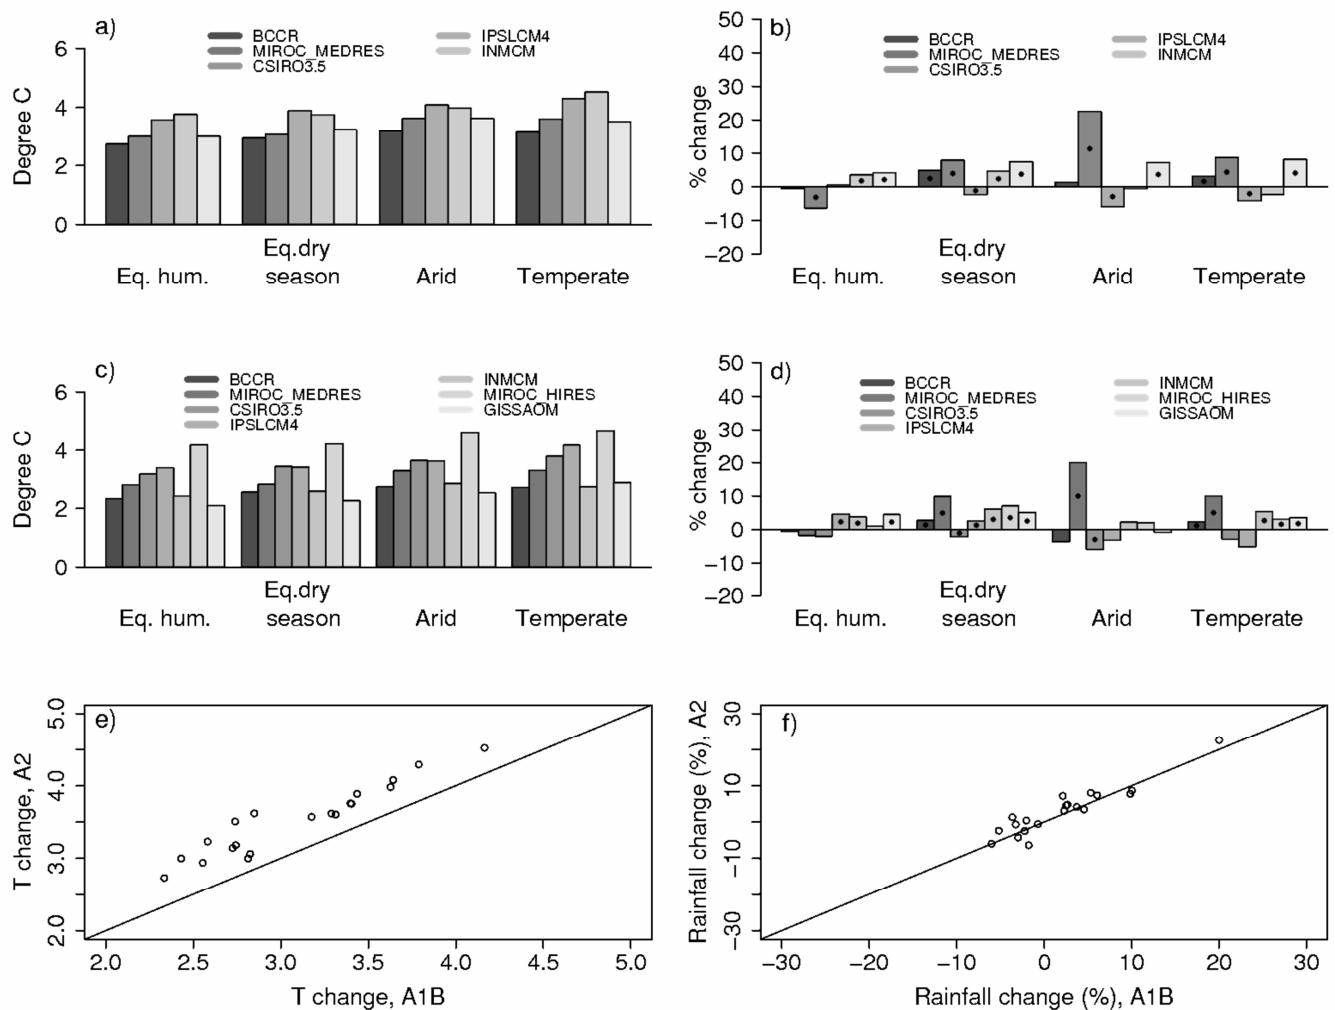 a)
BCCR
MIROC_MEDRES
CSIRO3.5
IPSLCM4
INMCM
Degree C
6
4
2
0
Eq. hum.
Eq.dry
season
Arid
Temperate
b)
BCCR
MIROC_MEDRES
CSIRO3.5
IPSLCM4
INMCM
% change
50
40
30
20
10
0
−10
−20
Eq. hum.
Eq.dry
season
Arid
Temperate
c)
BCCR
MIROC_MEDRES
CSIRO3.5
IPSLCM4
INMCM
MIROC_HIRES
GISSAOM
Degree C
6
4
2
0
Eq. hum.
Eq.dry
season
Arid
Temperate
d)
BCCR
MIROC_MEDRES
CSIRO3.5
IPSLCM4
INMCM
MIROC_HIRES
GISSAOM
% change
50
40
30
20
10
0
−10
−20
Eq. hum.
Eq.dry
season
Arid
Temperate
e)
T change, A2
5.0
4.0
3.0
2.0
2.0 2.5 3.0 3.5 4.0 4.5 5.0
T change, A1B
f)
Rainfall change (%), A2
30
10
−10
−30
−30 −20 −10 0 10 20 30
Rainfall change (%), A1B